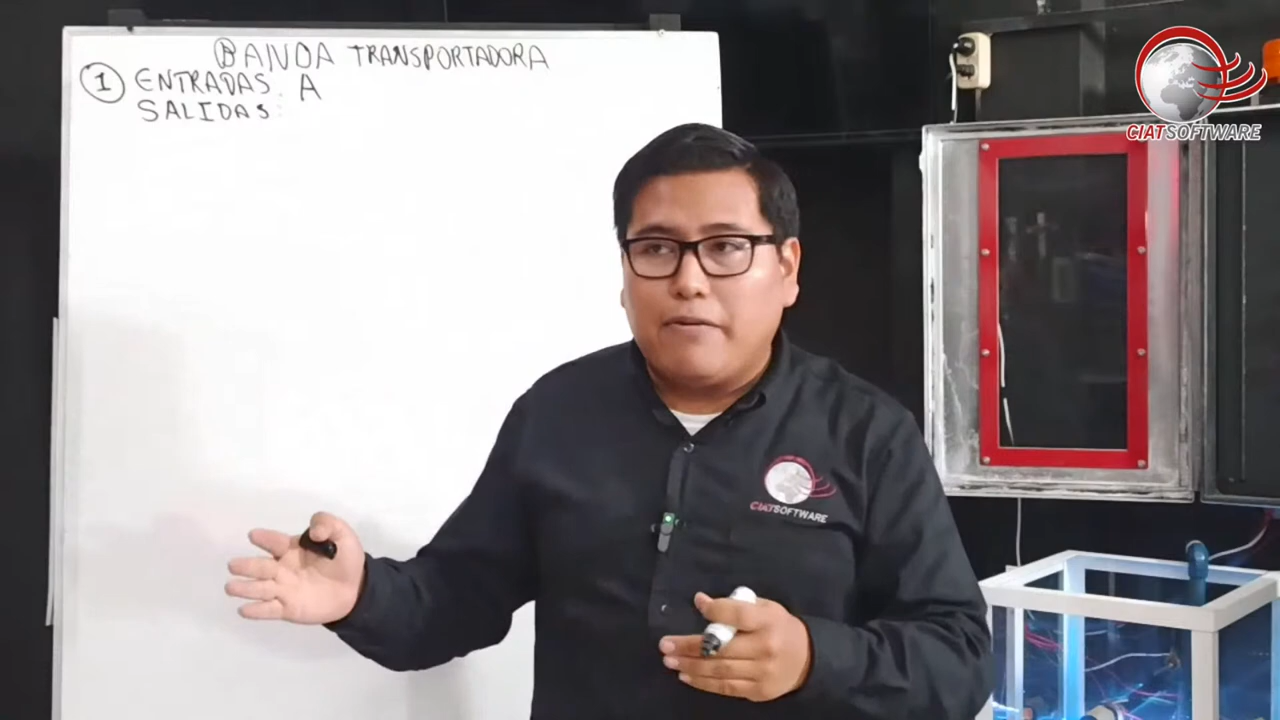 BANDA TRANSPORTADORA
1 ENTRADAS: A
SALIDAS:
CIATSOFTWARE
CIATSOFTWARE